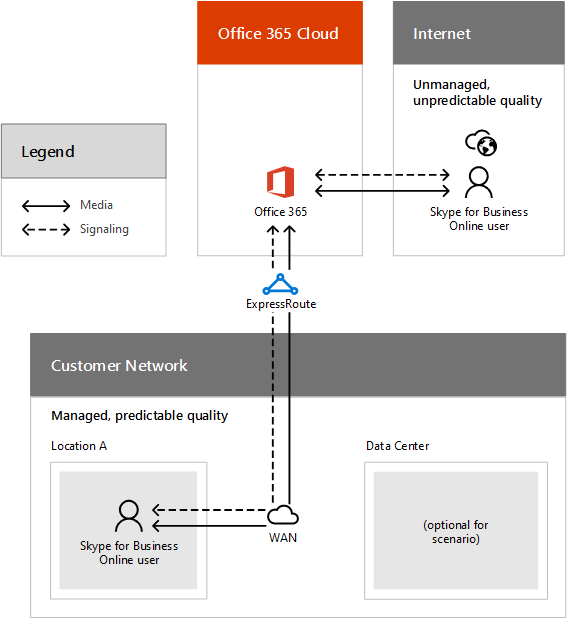 Office 365 Cloud
Internet
Unmanaged,
unpredictable quality
Legend
Media
Signaling
Office 365
Skype for Business
Online user
ExpressRoute
Customer Network
Managed, predictable quality
Location A
Data Center
Skype for Business
Online user
WAN
(optional for
scenario)